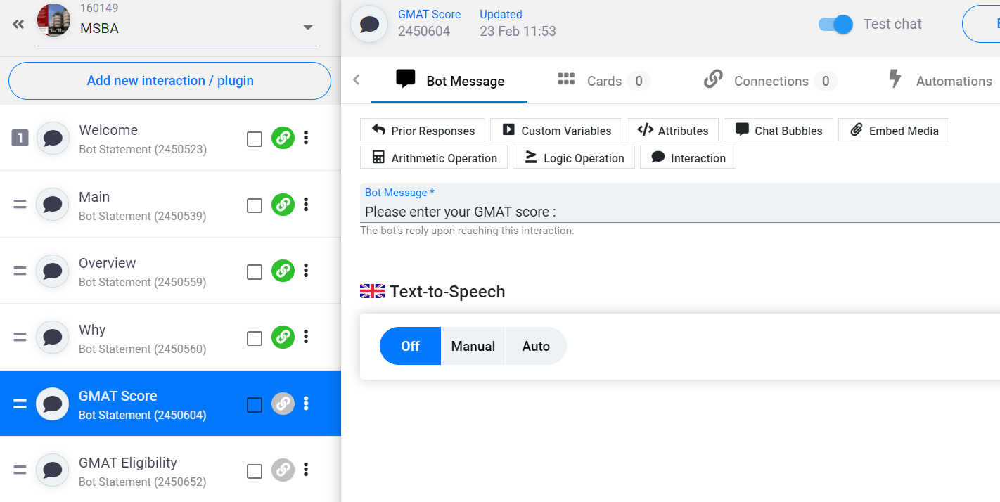 160149
MSBA
Add new interaction / plugin
1
Welcome
Bot Statement (2450523)
Main
Bot Statement (2450539)
Overview
Bot Statement (2450559)
Why
Bot Statement (2450560)
GMAT Score
Bot Statement (2450604)
GMAT Eligibility
Bot Statement (2450652)
GMAT Score Updated
2450604 23 Feb 11:53
Test chat
Bot Message Cards 0 Connections 0 Automations
Prior Responses Custom Variables Attributes Chat Bubbles Embed Media
Arithmetic Operation Logic Operation Interaction
Bot Message *
Please enter your GMAT score :
The bot's reply upon reaching this interaction.
Text-to-Speech
Off Manual Auto